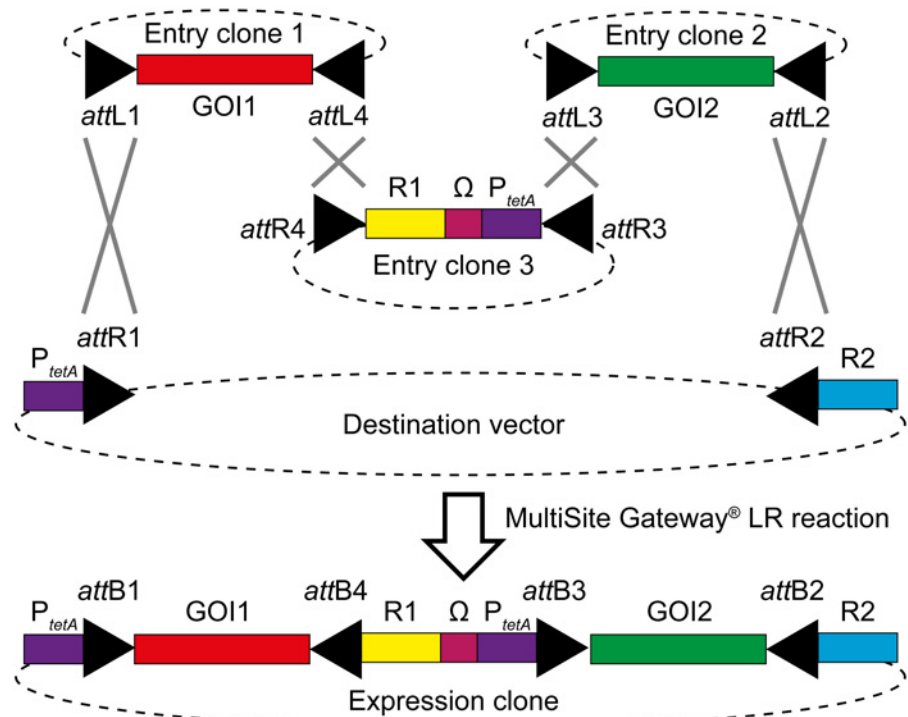 Entry clone 1
Entry clone 2
GOI1
GOI2
attL1
attL4
attL3
attL2
R1 Ω PtetA
attR4
attR3
Entry clone 3
attR1
attR2
PtetA
R2
Destination vector
MultiSite Gateway® LR reaction
attB1
attB4
attB3
attB2
PtetA
GOI1
R1 Ω PtetA
GOI2
R2
Expression clone